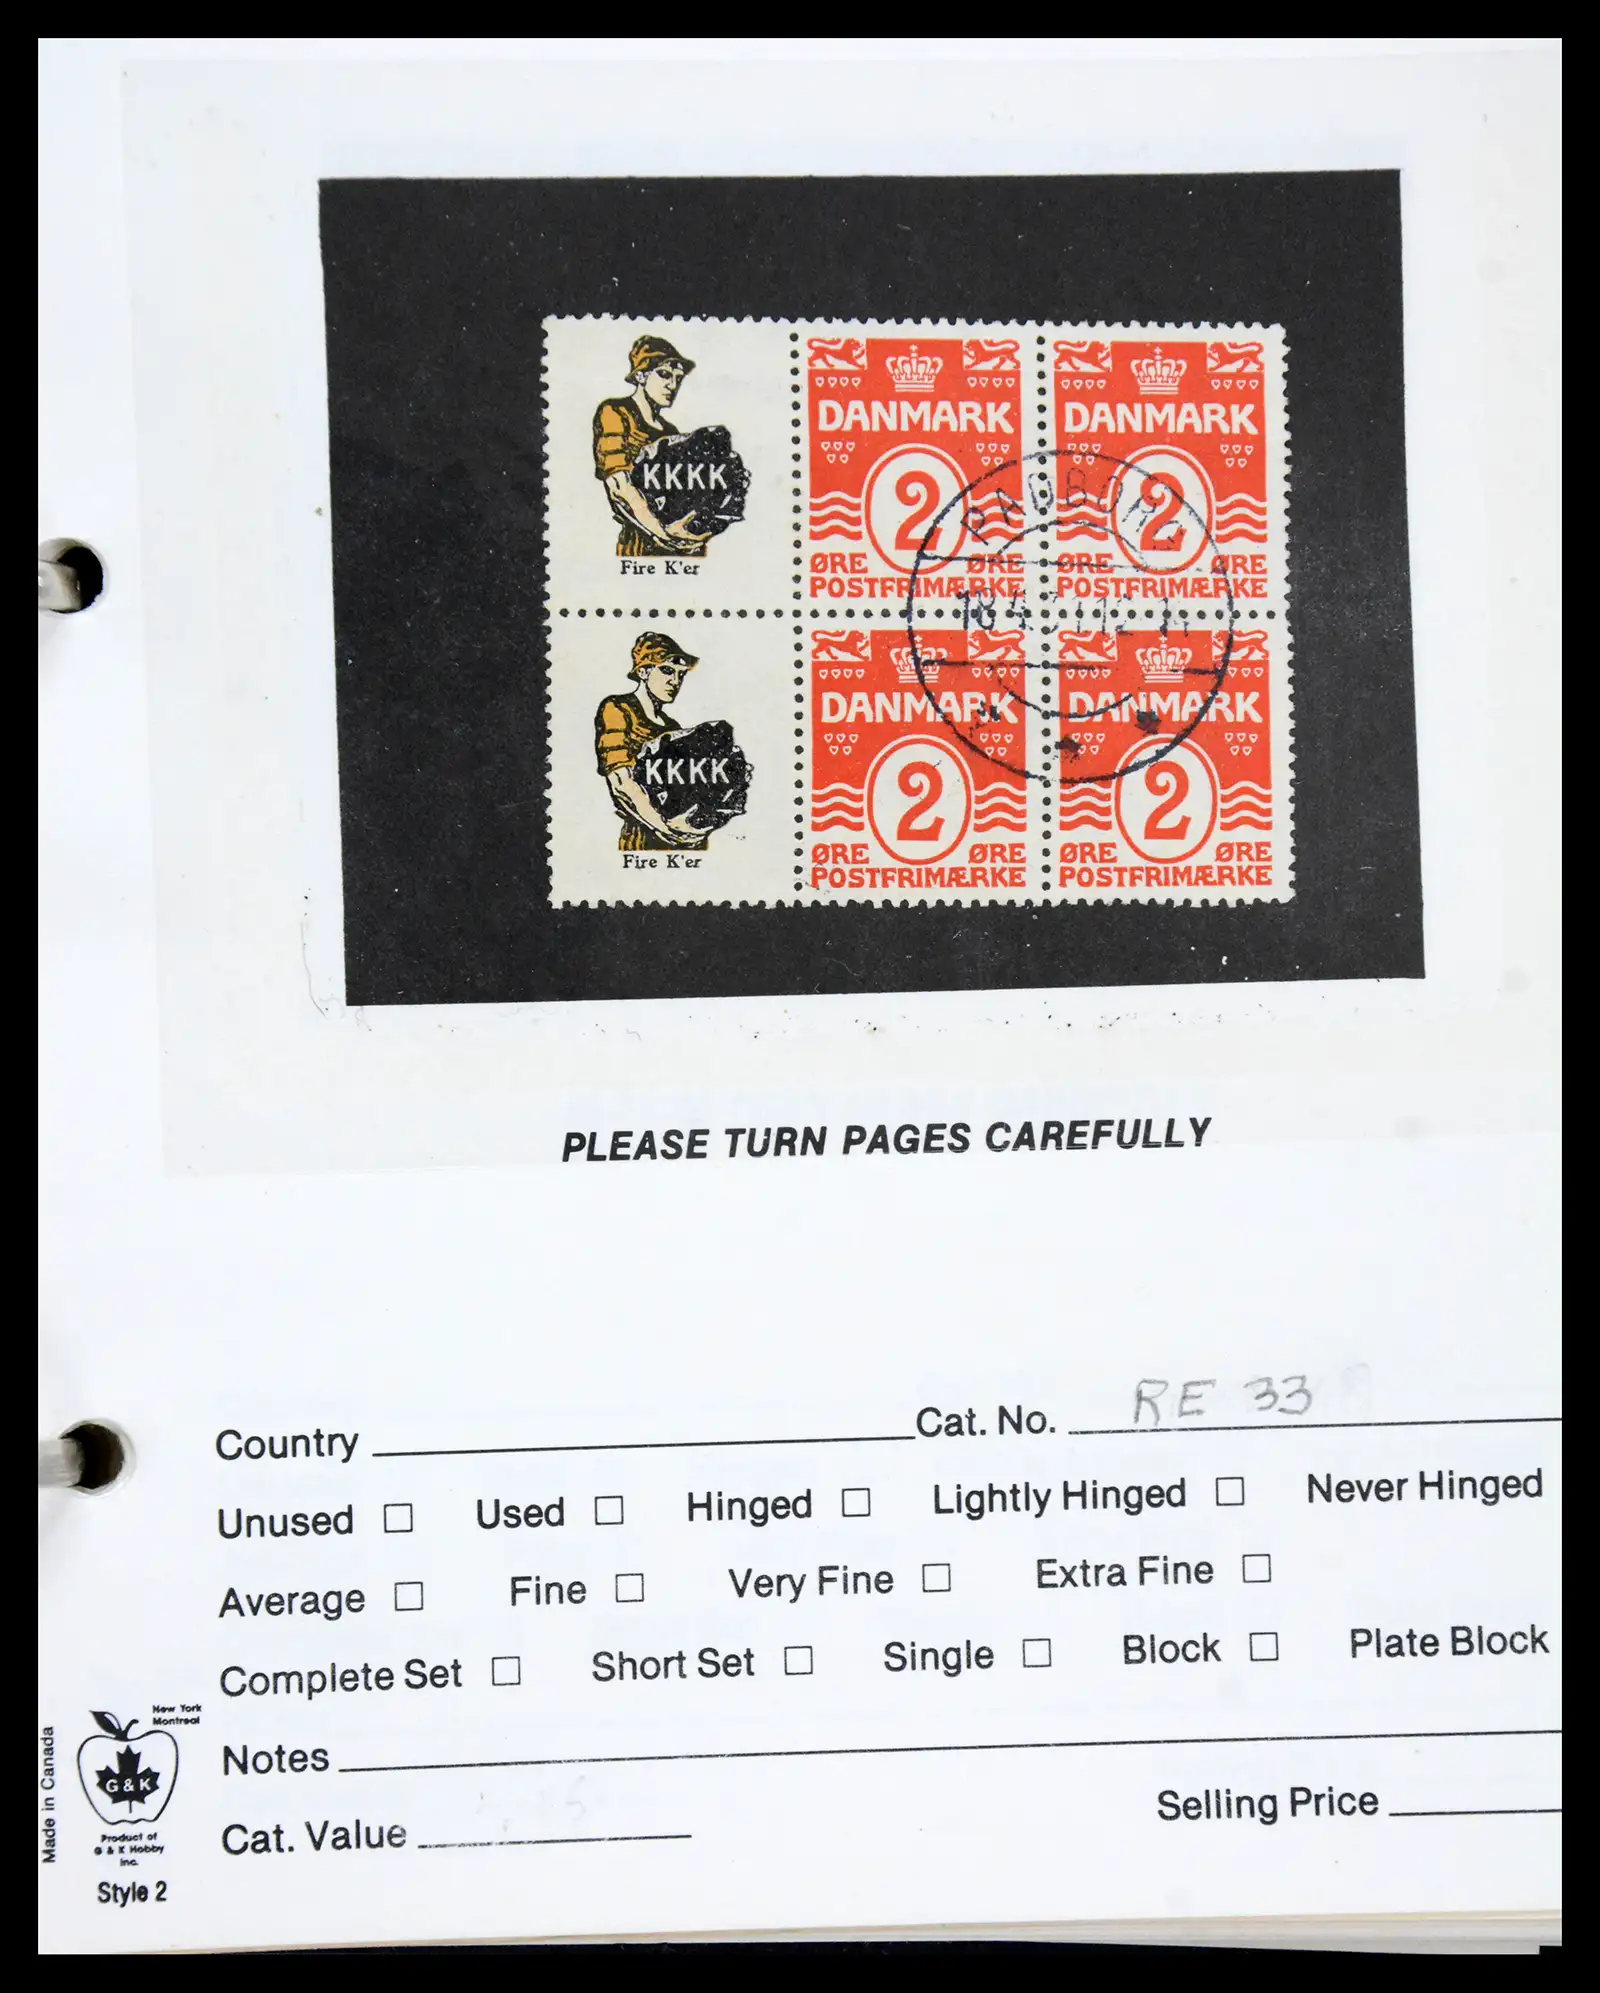 KKKK
Fire K'er
KKKK
Fire K'er
DANMARK
2
ØRE ØRE
POSTFRIMÆRKE
DANMARK
2
ØRE ØRE
POSTFRIMÆRKE
DANMARK
2
ØRE ØRE
POSTFRIMÆRKE
DANMARK
2
ØRE ØRE
POSTFRIMÆRKE
PADBORG
PLEASE TURN PAGES CAREFULLY
Country Cat. No. RE 33
Unused Used Hinged Lightly Hinged Never Hinged
Average Fine Very Fine Extra Fine
Complete Set Short Set Single Block Plate Block
Notes
Cat. Value Selling Price
New York
Montreal
G & K
Product of
G & K Hobby
Inc.
Style 2
Made in Canada